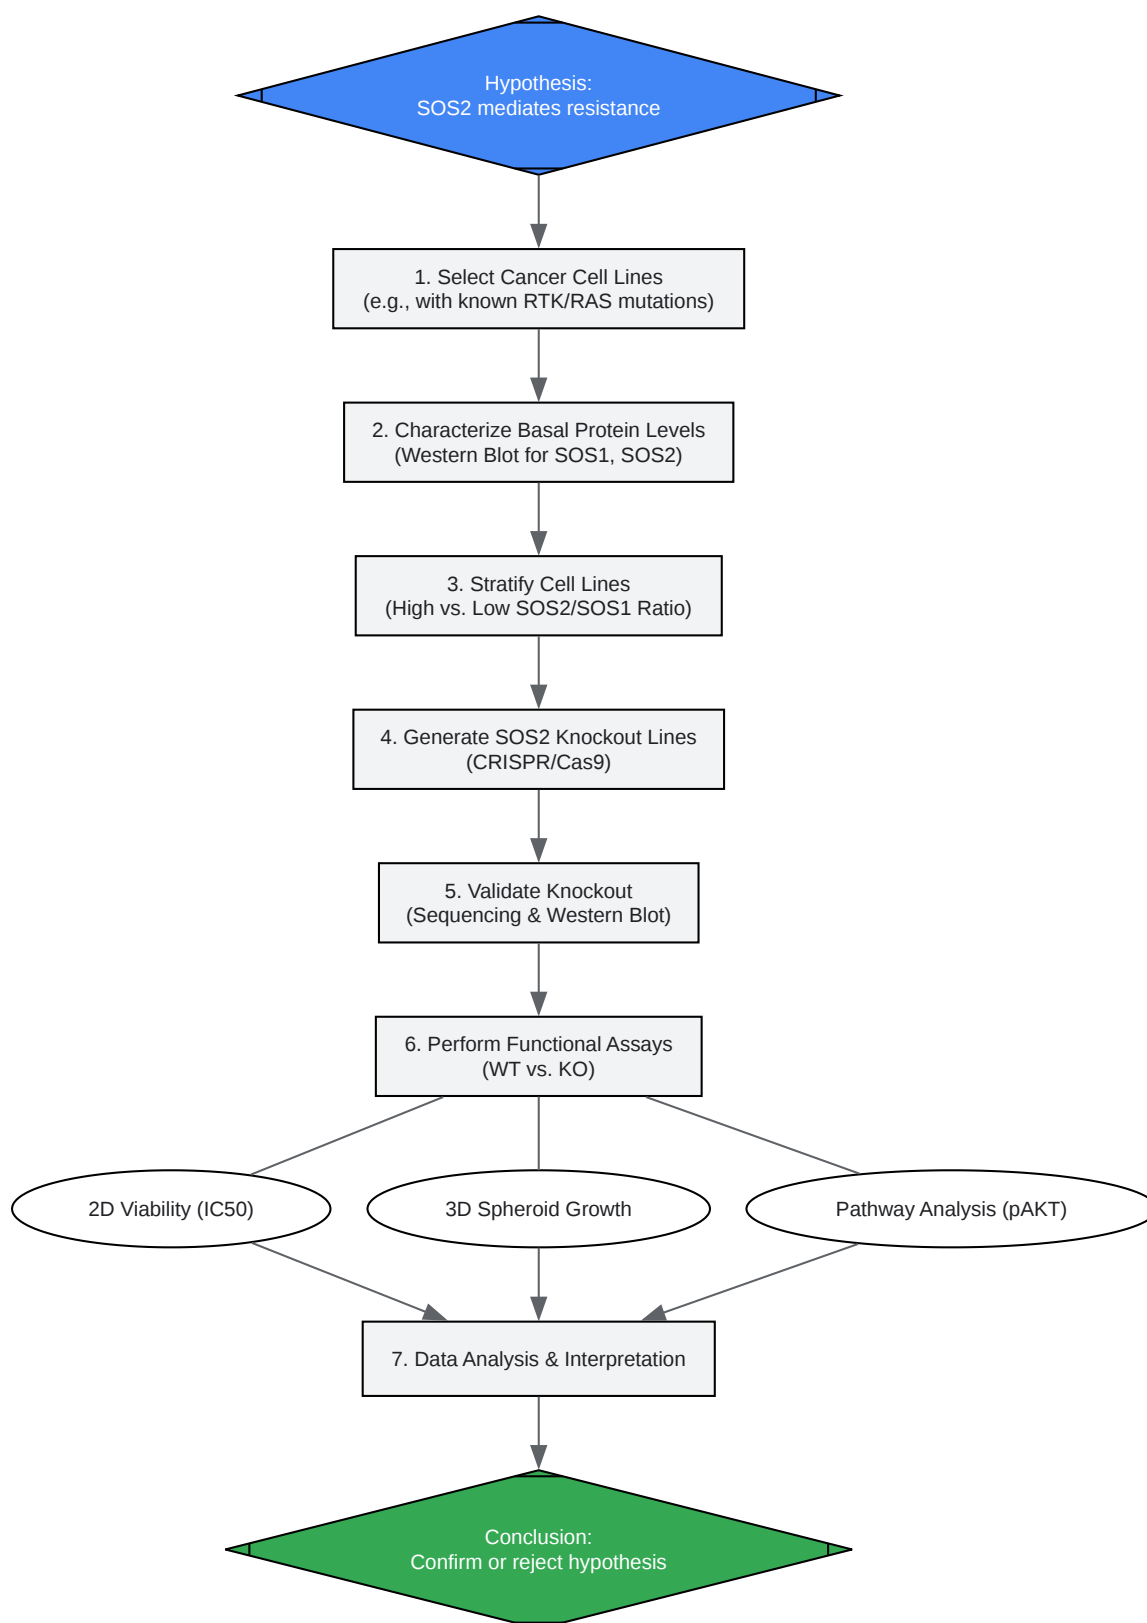 Hypothesis:
SOS2 mediates resistance
1. Select Cancer Cell Lines
(e.g., with known RTK/RAS mutations)
2. Characterize Basal Protein Levels
(Western Blot for SOS1, SOS2)
3. Stratify Cell Lines
(High vs. Low SOS2/SOS1 Ratio)
4. Generate SOS2 Knockout Lines
(CRISPR/Cas9)
5. Validate Knockout
(Sequencing & Western Blot)
6. Perform Functional Assays
(WT vs. KO)
2D Viability (IC50)
3D Spheroid Growth
Pathway Analysis (pAKT)
7. Data Analysis & Interpretation
Conclusion:
Confirm or reject hypothesis